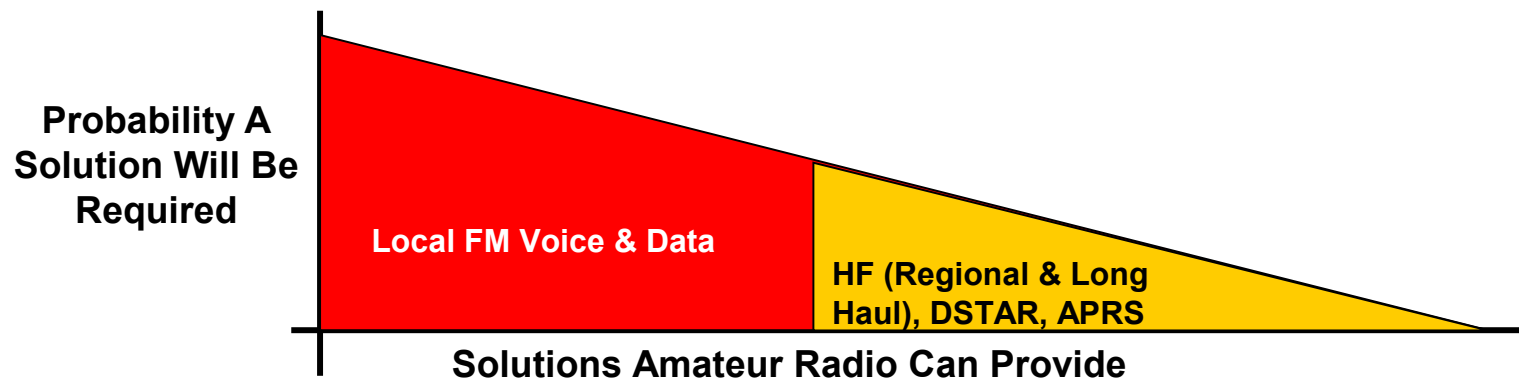 Probability A
Solution Will Be
Required
Local FM Voice & Data
HF (Regional & Long
Haul), DSTAR, APRS
Solutions Amateur Radio Can Provide